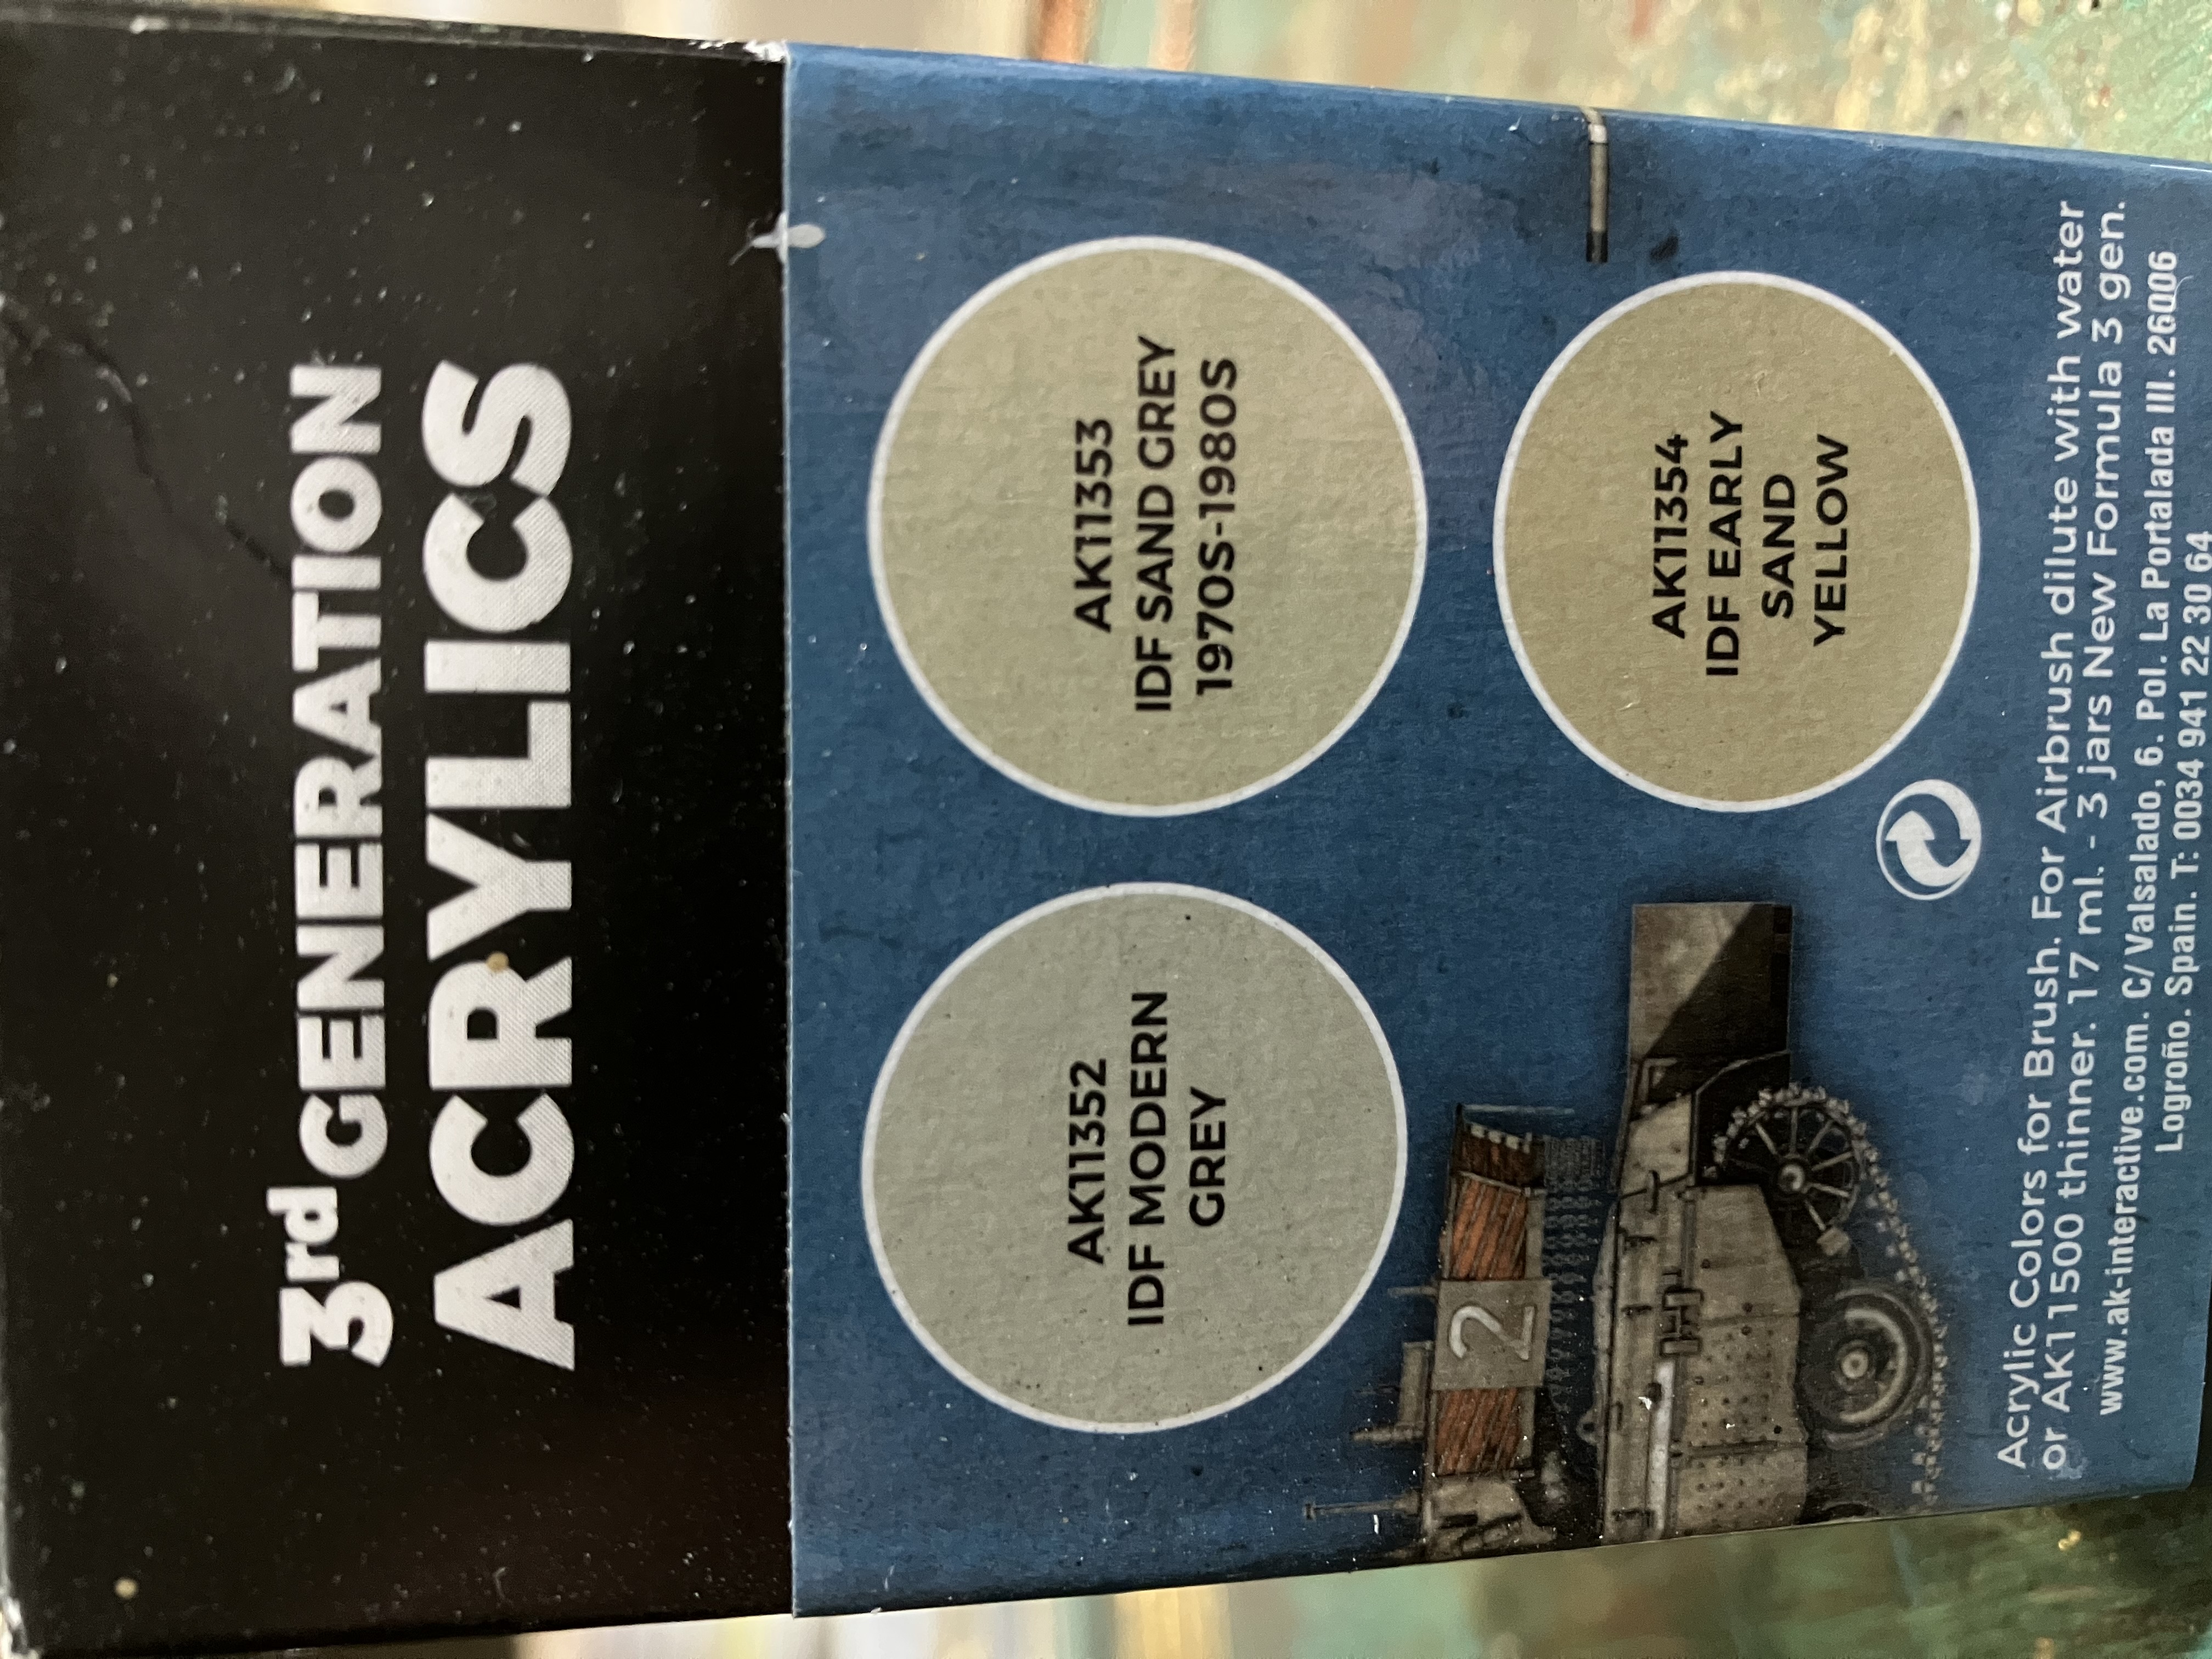 3rd GENERATION
ACRYLICS
AK11352
IDF MODERN
GREY
AK11353
IDF SAND GREY
1970S-1980S
AK11354
IDF EARLY
SAND
YELLOW
2
Acrylic Colors for Brush. For Airbrush dilute with water
or AK11500 thinner. 17 ml. - 3 jars New Formula 3 gen.
www.ak-interactive.com. C/ Valsalado, 6. Pol. La Portalada III. 26006
Logroño. Spain. T: 0034 941 22 30 64